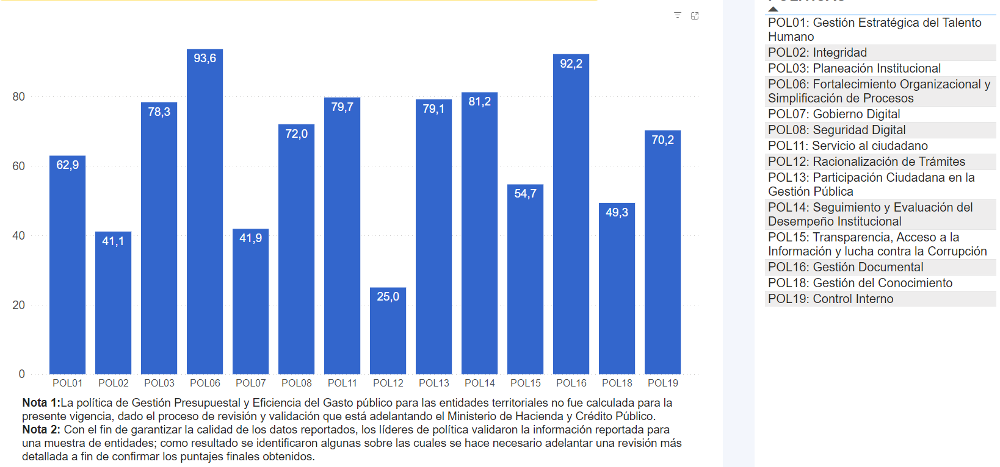 80
60
40
20
0
62,9
41,1
78,3
93,6
41,9
72,0
79,7
25,0
79,1
81,2
54,7
92,2
49,3
70,2
POL01 POL02 POL03 POL06 POL07 POL08 POL11 POL12 POL13 POL14 POL15 POL16 POL18 POL19
Nota 1:La política de Gestión Presupuestal y Eficiencia del Gasto público para las entidades territoriales no fue calculada para la
presente vigencia, dado el proceso de revisión y validación que está adelantando el Ministerio de Hacienda y Crédito Público.
Nota 2: Con el fin de garantizar la calidad de los datos reportados, los líderes de política validaron la información reportada para
una muestra de entidades; como resultado se identificaron algunas sobre las cuales se hace necesario adelantar una revisión más
detallada a fin de confirmar los puntajes finales obtenidos.
POL01: Gestión Estratégica del Talento
Humano
POL02: Integridad
POL03: Planeación Institucional
POL06: Fortalecimiento Organizacional y
Simplificación de Procesos
POL07: Gobierno Digital
POL08: Seguridad Digital
POL11: Servicio al ciudadano
POL12: Racionalización de Trámites
POL13: Participación Ciudadana en la
Gestión Pública
POL14: Seguimiento y Evaluación del
Desempeño Institucional
POL15: Transparencia, Acceso a la
Información y lucha contra la Corrupción
POL16: Gestión Documental
POL18: Gestión del Conocimiento
POL19: Control Interno